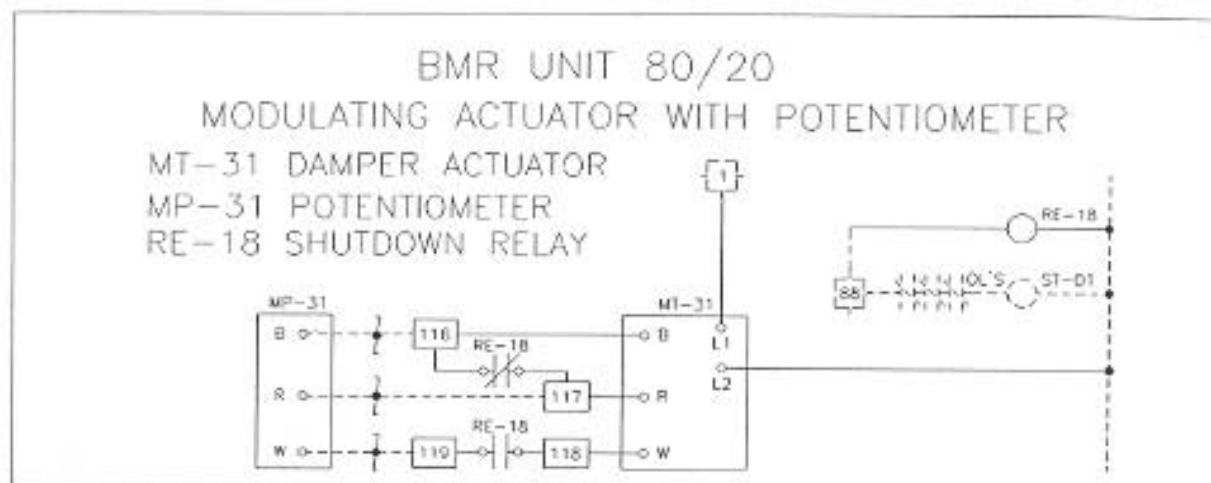 BMR UNIT 80/20
MODULATING ACTUATOR WITH POTENTIOMETER
MT-31 DAMPER ACTUATOR
MP-31 POTENTIOMETER
RE-18 SHUTDOWN RELAY
1
RE-18
88
OL'S
ST-D1
MP-31
MT-31
B
116
B
L1
RE-18
L2
R
117
R
RE-18
W
119
118
W